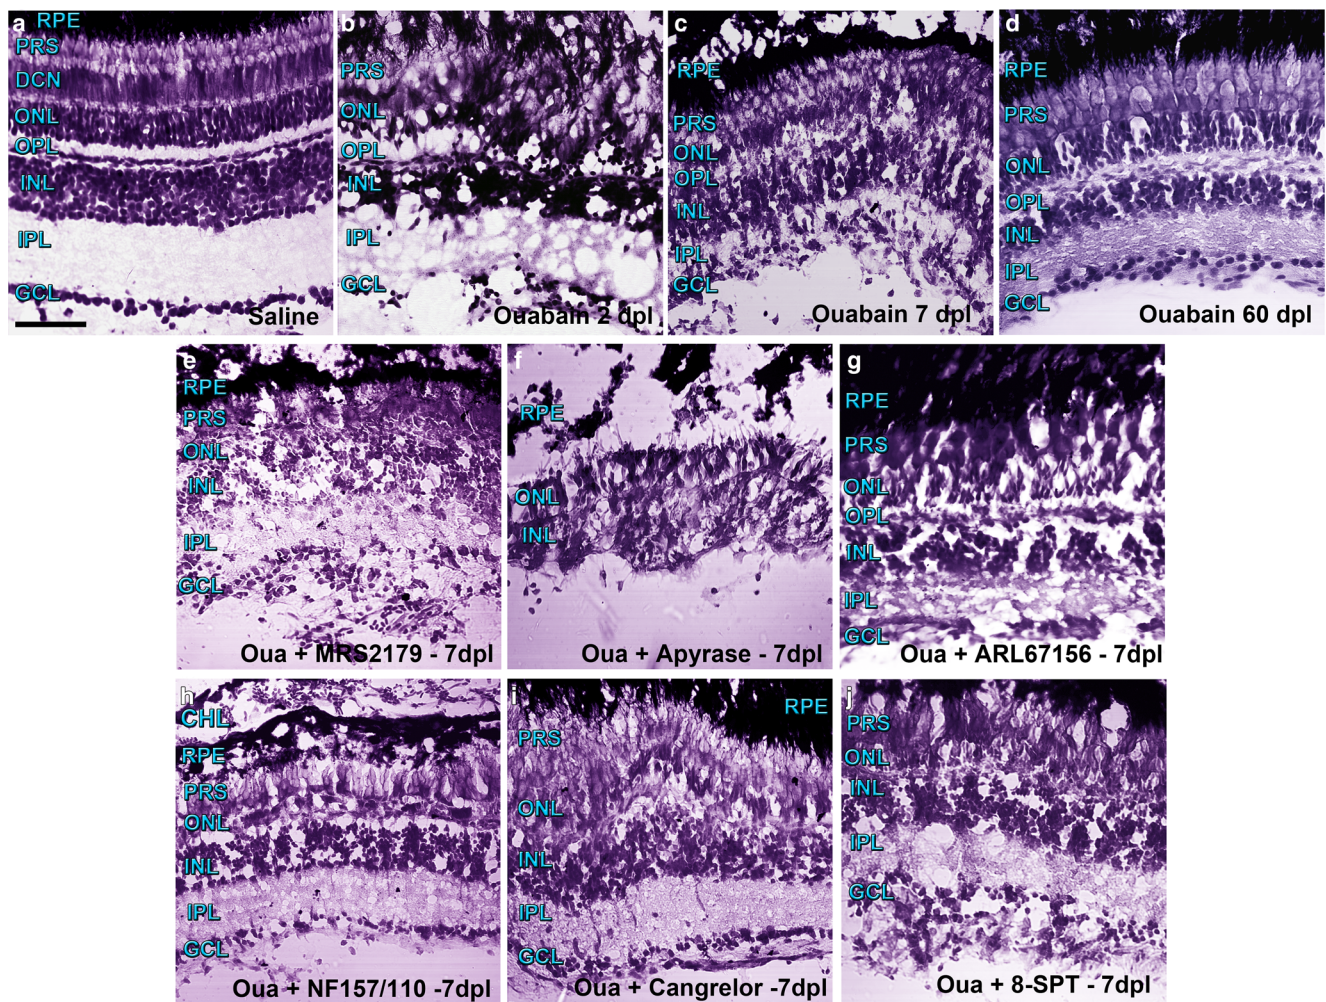 a
RPE
PRS
DCN
ONL
OPL
INL
IPL
GCL
Saline
b
PRS
ONL
OPL
INL
IPL
GCL
Ouabain 2 dpl
c
RPE
PRS
ONL
OPL
INL
IPL
GCL
Ouabain 7 dpl
d
RPE
PRS
ONL
OPL
INL
IPL
GCL
Ouabain 60 dpl
e
RPE
PRS
ONL
INL
IPL
GCL
Oua + MRS2179 - 7dpl
f
RPE
ONL
INL
Oua + Apyrase - 7dpl
g
RPE
PRS
ONL
OPL
INL
IPL
GCL
Oua + ARL67156 - 7dpl
h
CHL
RPE
PRS
ONL
INL
IPL
GCL
Oua + NF157/110 -7dpl
i
RPE
PRS
ONL
INL
IPL
GCL
Oua + Cangrelor -7dpl
j
PRS
ONL
INL
IPL
GCL
Oua + 8-SPT - 7dpl